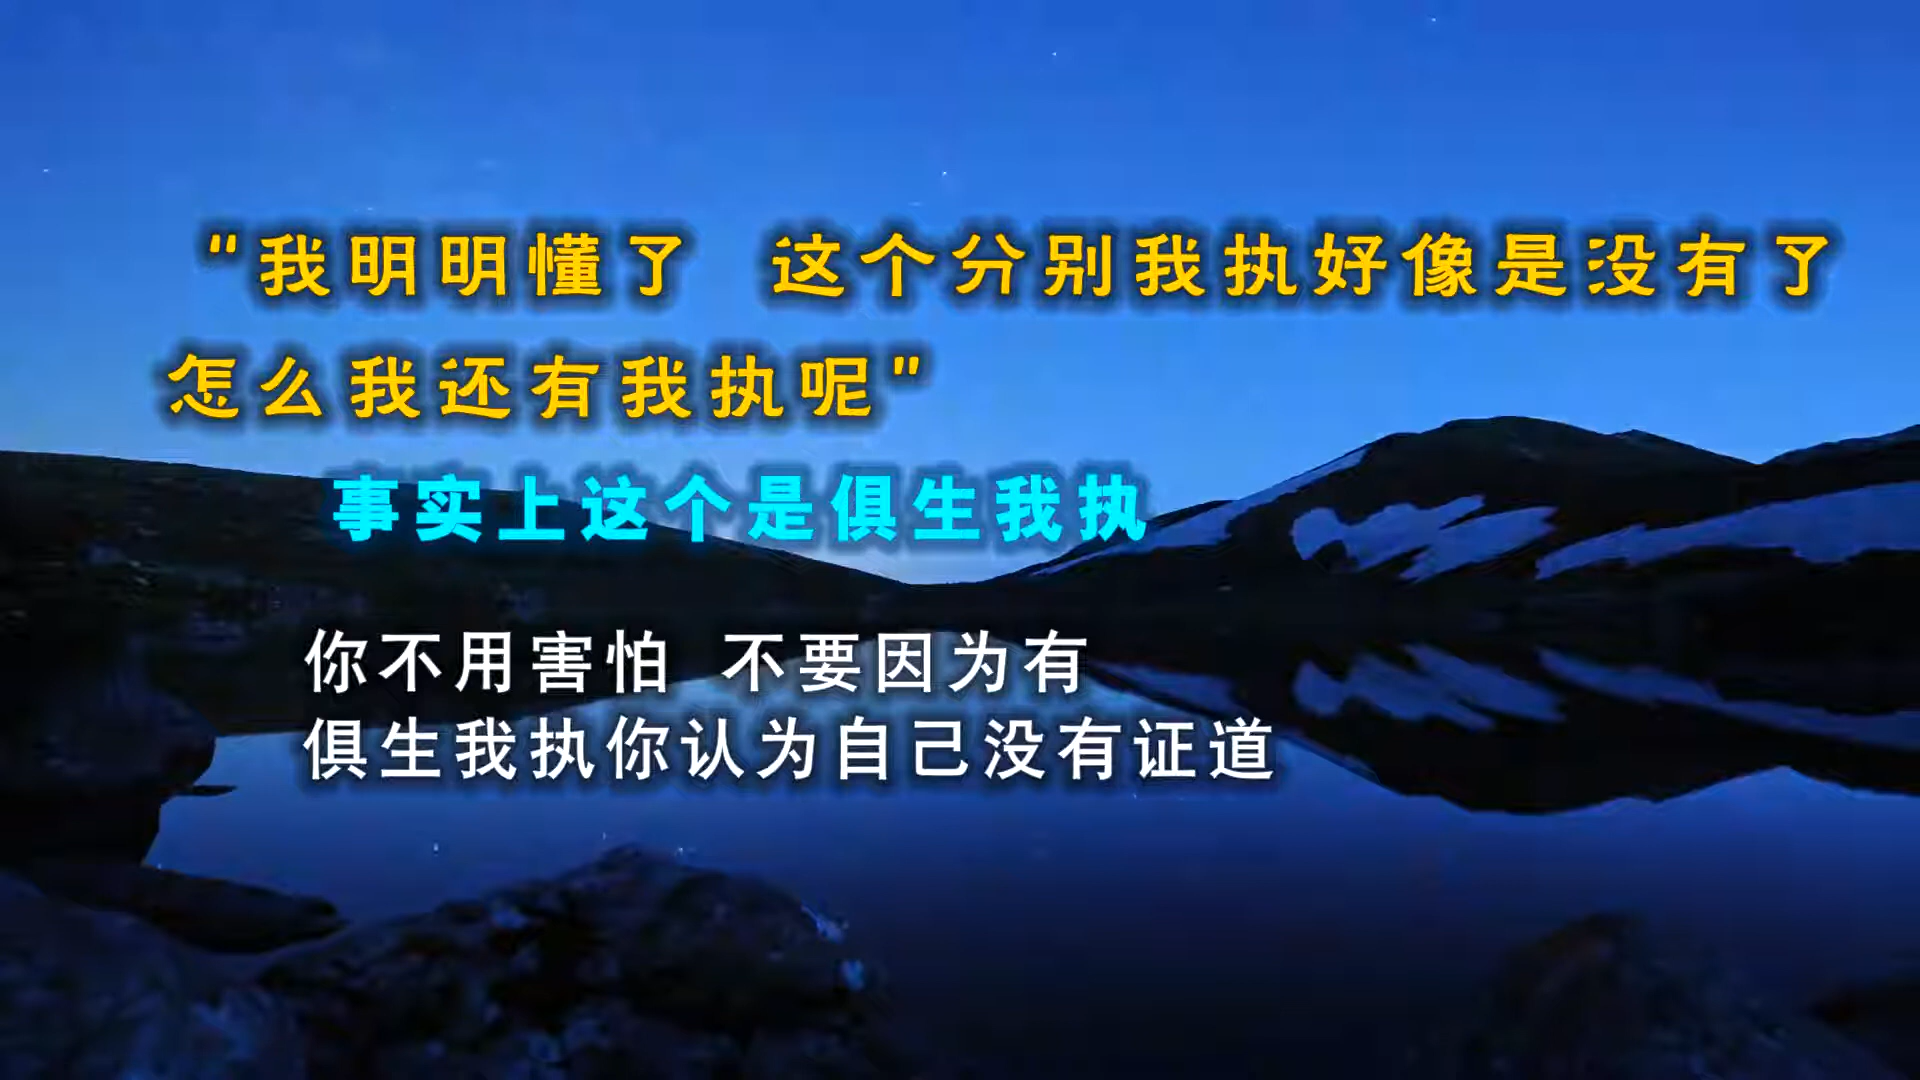 "我明明懂了 这个分别我执好像是没有了
怎么我还有我执呢"
事实上这个是俱生我执
你不用害怕 不要因为有
俱生我执你认为自己没有证道